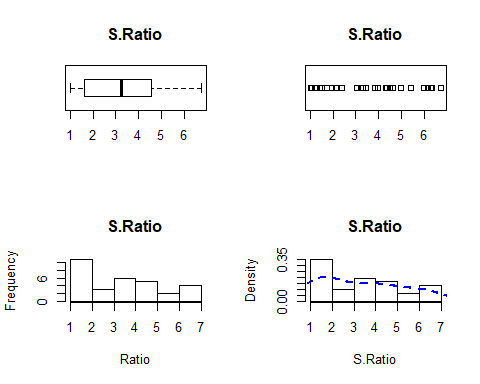 S.Ratio
1 2 3 4 5 6
S.Ratio
1 2 3 4 5 6
S.Ratio
Frequency
6
0
1 2 3 4 5 6 7
Ratio
S.Ratio
Density
0.35
0.00
1 2 3 4 5 6 7
S.Ratio